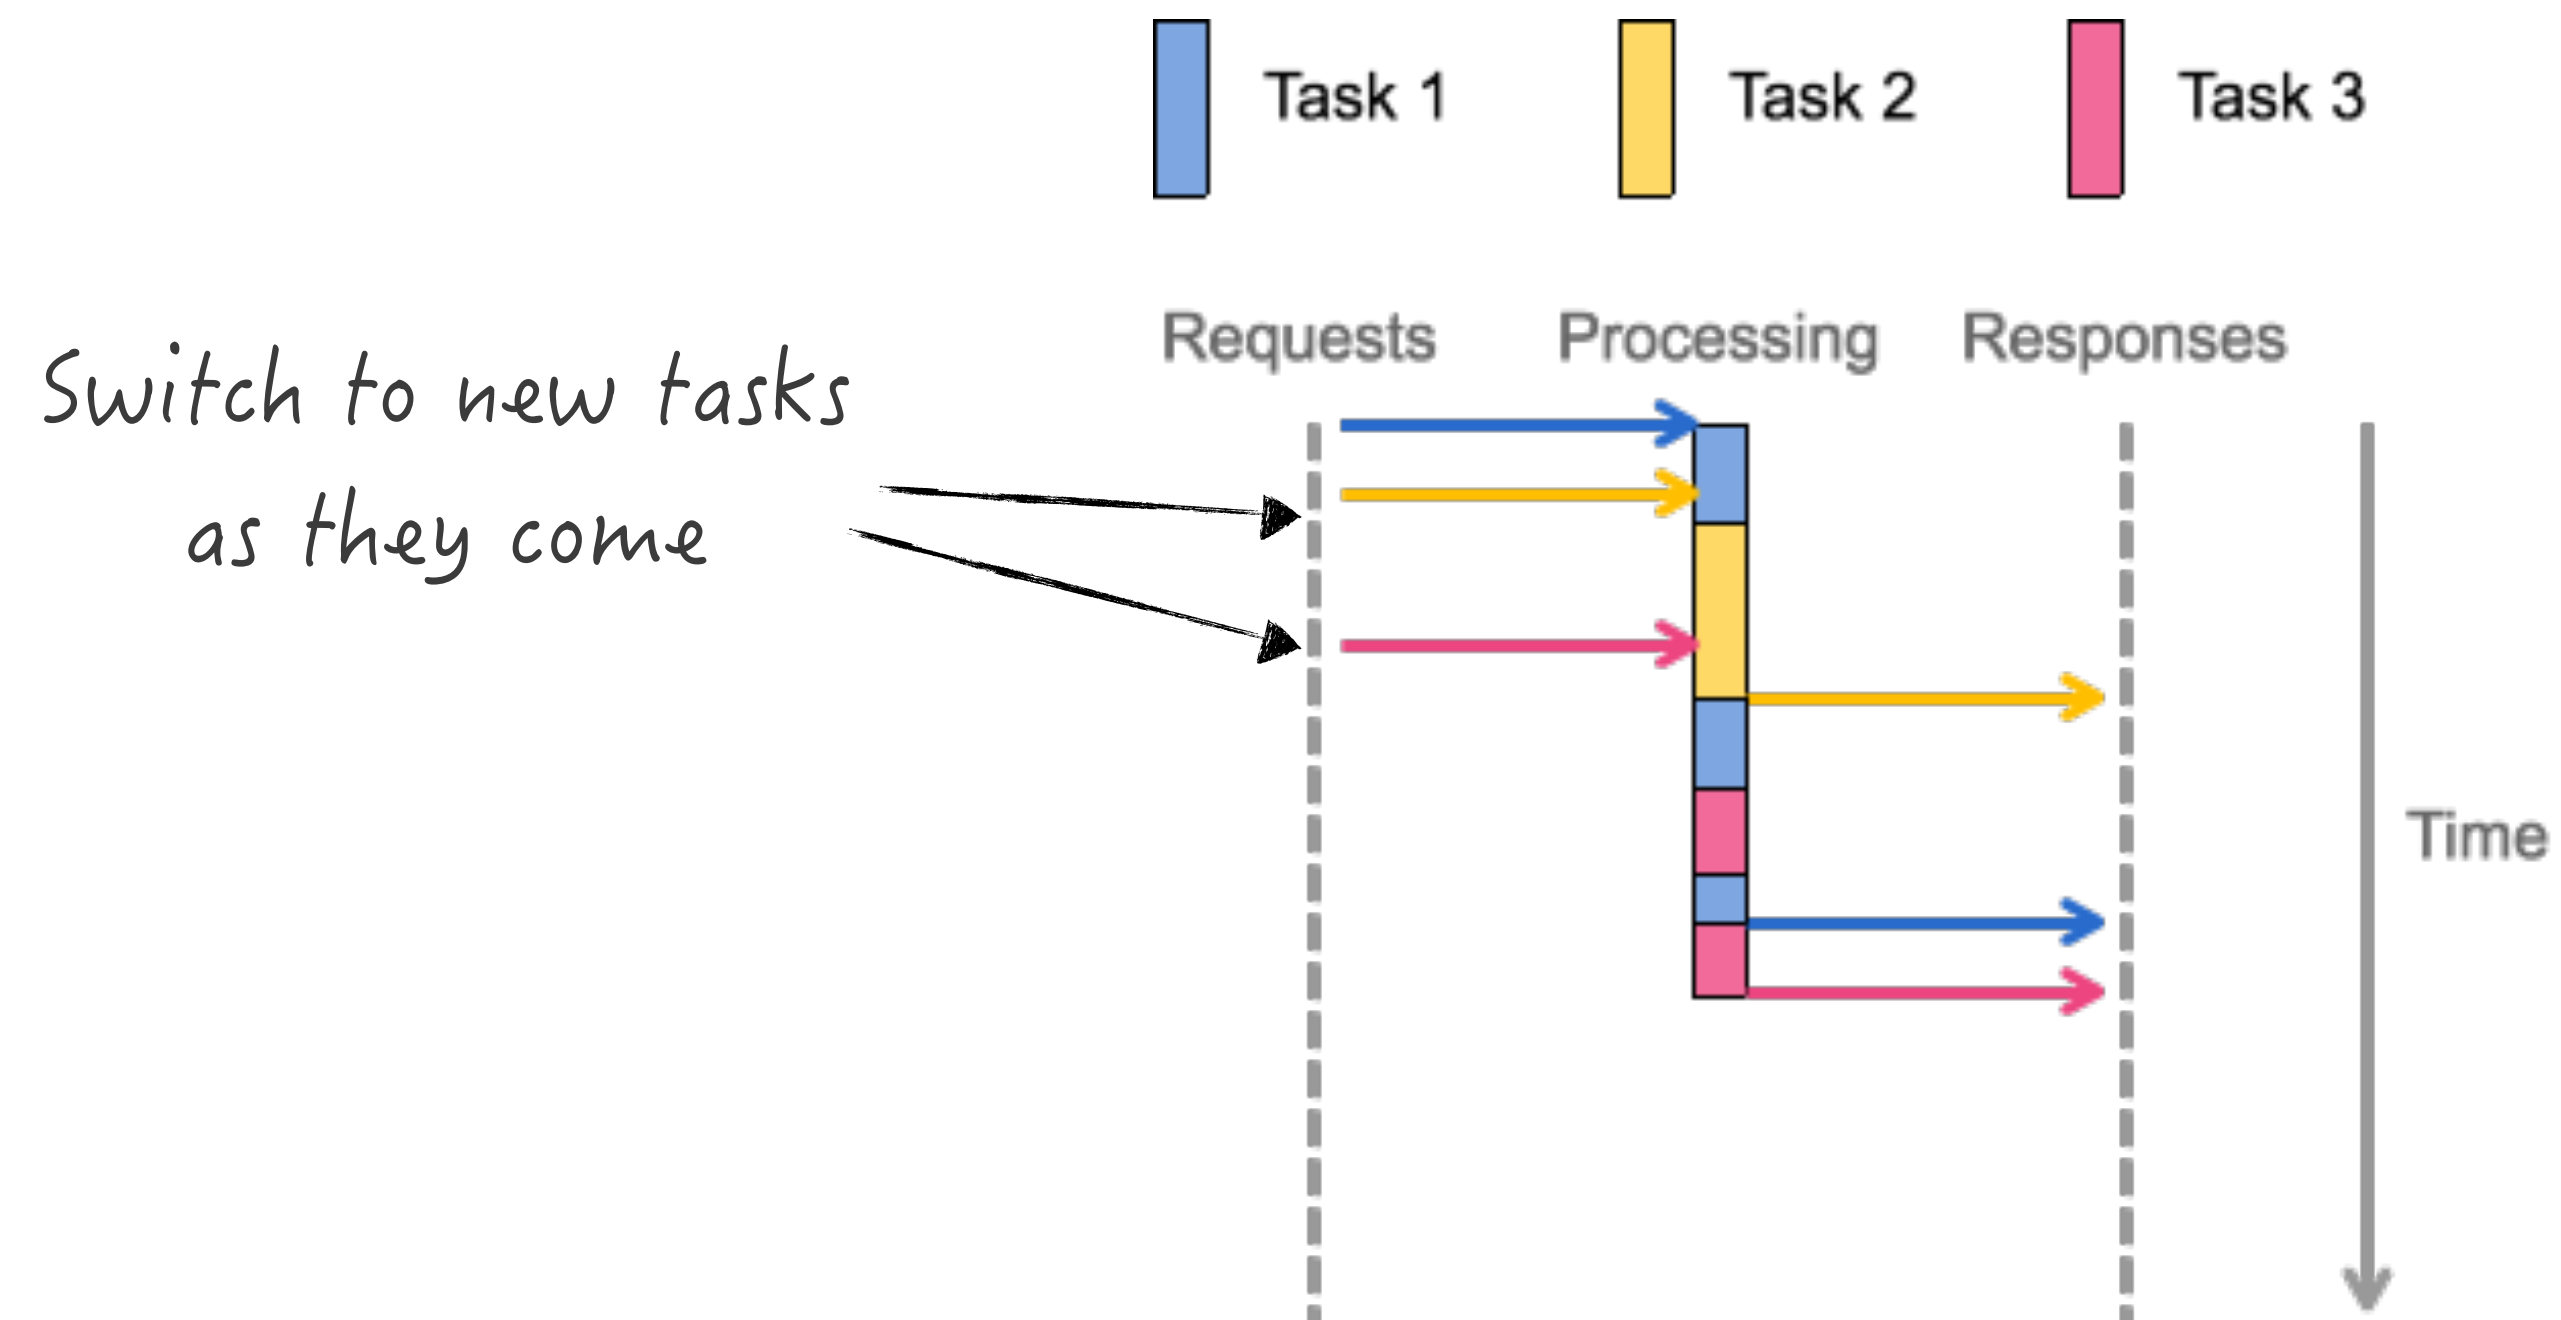 Task 1
Task 2
Task 3
Requests
Processing
Responses
Switch to new tasks
as they come
Time